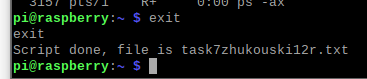 3157 pts/1    R+     0:00 ps -ax
pi@raspberry:~ $ exit
exit
Script done, file is task7zhukouski12r.txt
pi@raspberry:~ $